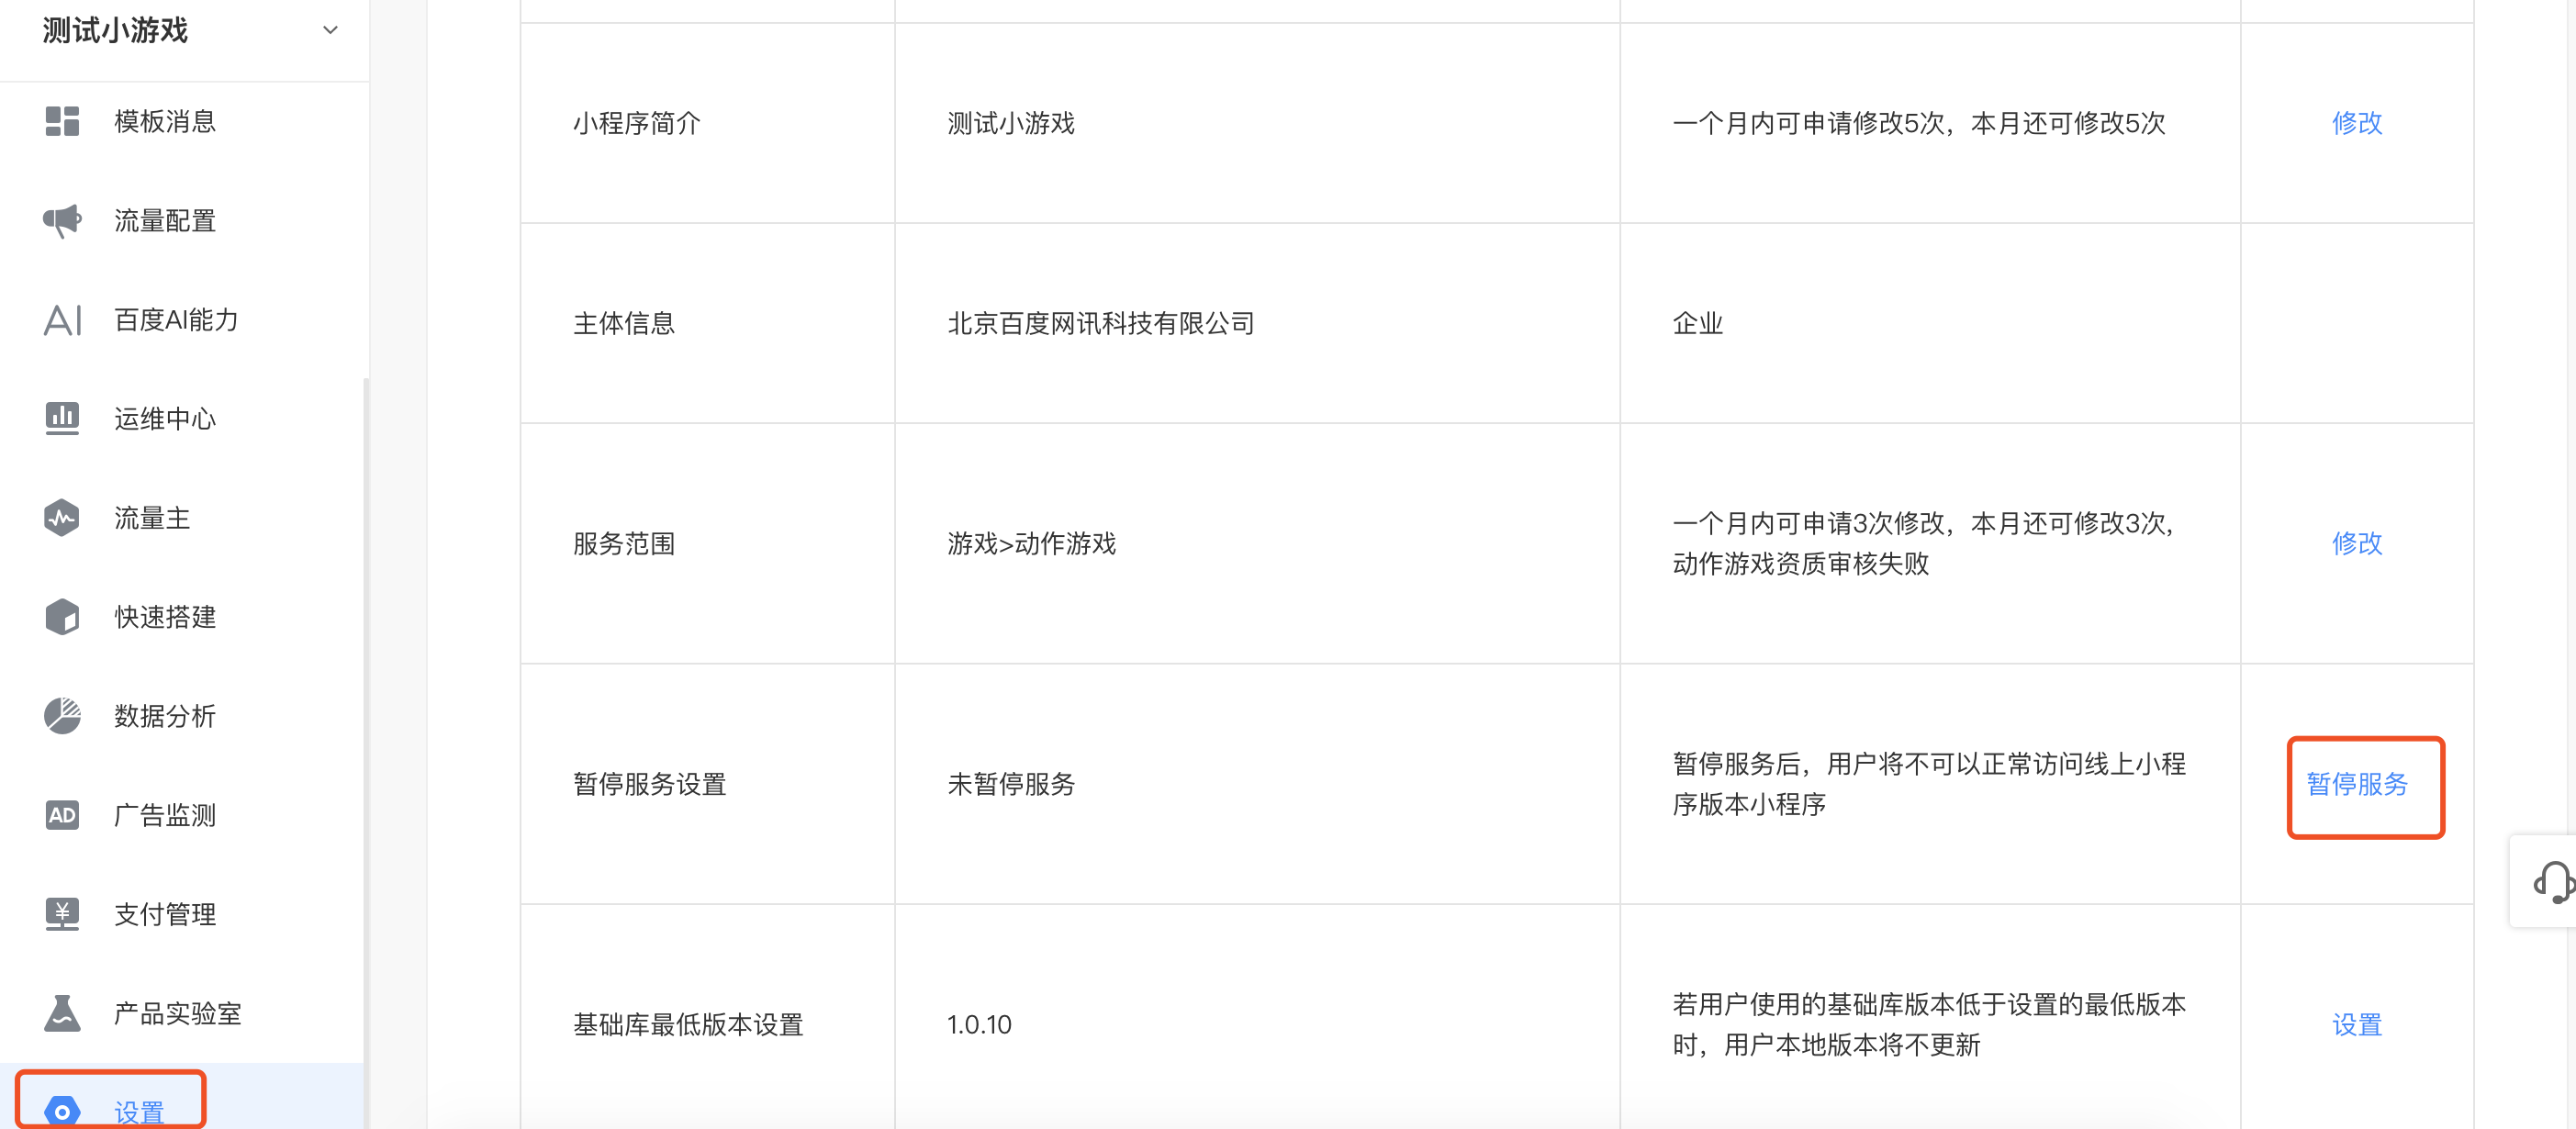 测试小游戏
模板消息
流量配置
AI 百度AI能力
运维中心
流量主
快速搭建
数据分析
AD 广告监测
¥ 支付管理
产品实验室
设置
小程序简介
测试小游戏
一个月内可申请修改5次，本月还可修改5次
修改
主体信息
北京百度网讯科技有限公司
企业
服务范围
游戏>动作游戏
一个月内可申请3次修改，本月还可修改3次，
动作游戏资质审核失败
修改
暂停服务设置
未暂停服务
暂停服务后，用户将不可以正常访问线上小程
序版本小程序
暂停服务
基础库最低版本设置
1.0.10
若用户使用的基础库版本低于设置的最低版本
时，用户本地版本将不更新
设置